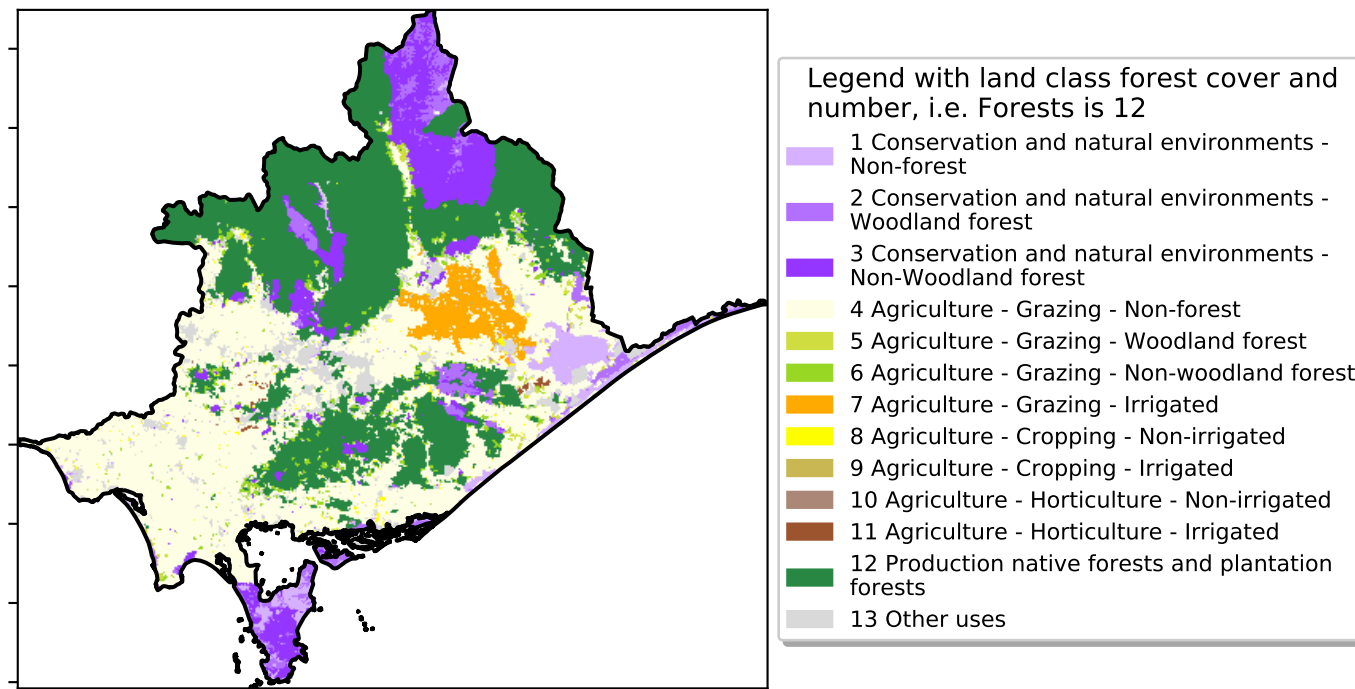 Legend with land class forest cover and
number, i.e. Forests is 12
1 Conservation and natural environments -
Non-forest
2 Conservation and natural environments -
Woodland forest
3 Conservation and natural environments -
Non-Woodland forest
4 Agriculture - Grazing - Non-forest
5 Agriculture - Grazing - Woodland forest
6 Agriculture - Grazing - Non-woodland forest
7 Agriculture - Grazing - Irrigated
8 Agriculture - Cropping - Non-irrigated
9 Agriculture - Cropping - Irrigated
10 Agriculture - Horticulture - Non-irrigated
11 Agriculture - Horticulture - Irrigated
12 Production native forests and plantation
forests
13 Other uses